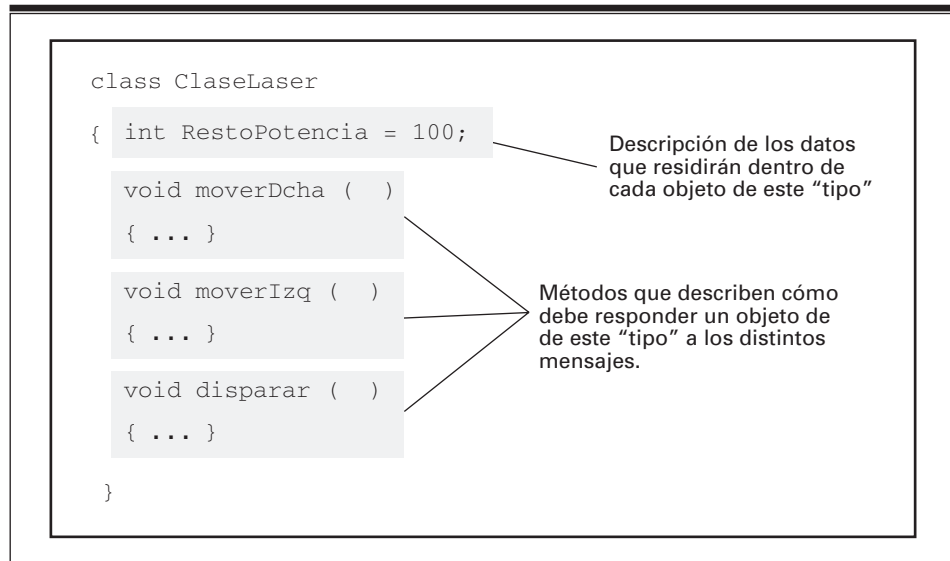 class ClaseLaser
{ int RestoPotencia = 100;
Descripción de los datos
que residirán dentro de
cada objeto de este “tipo”
void moverDcha (  )
{ ... }
void moverIzq (  )
{ ... }
Métodos que describen cómo
debe responder un objeto de
de este “tipo” a los distintos
mensajes.
void disparar (  )
{ ... }
}